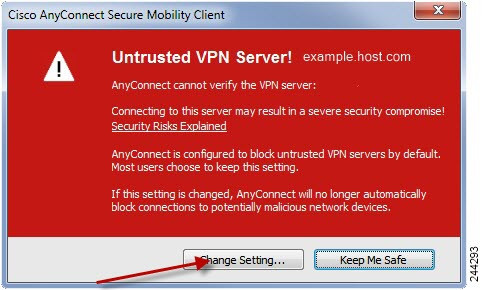 Cisco AnyConnect Secure Mobility Client
Untrusted VPN Server! example.host.com
AnyConnect cannot verify the VPN server:
Connecting to this server may result in a severe security compromise!
Security Risks Explained
AnyConnect is configured to block untrusted VPN servers by default.
Most users choose to keep this setting.
If this setting is changed, AnyConnect will no longer automatically
block connections to potentially malicious network devices.
Change Setting...
Keep Me Safe
244293